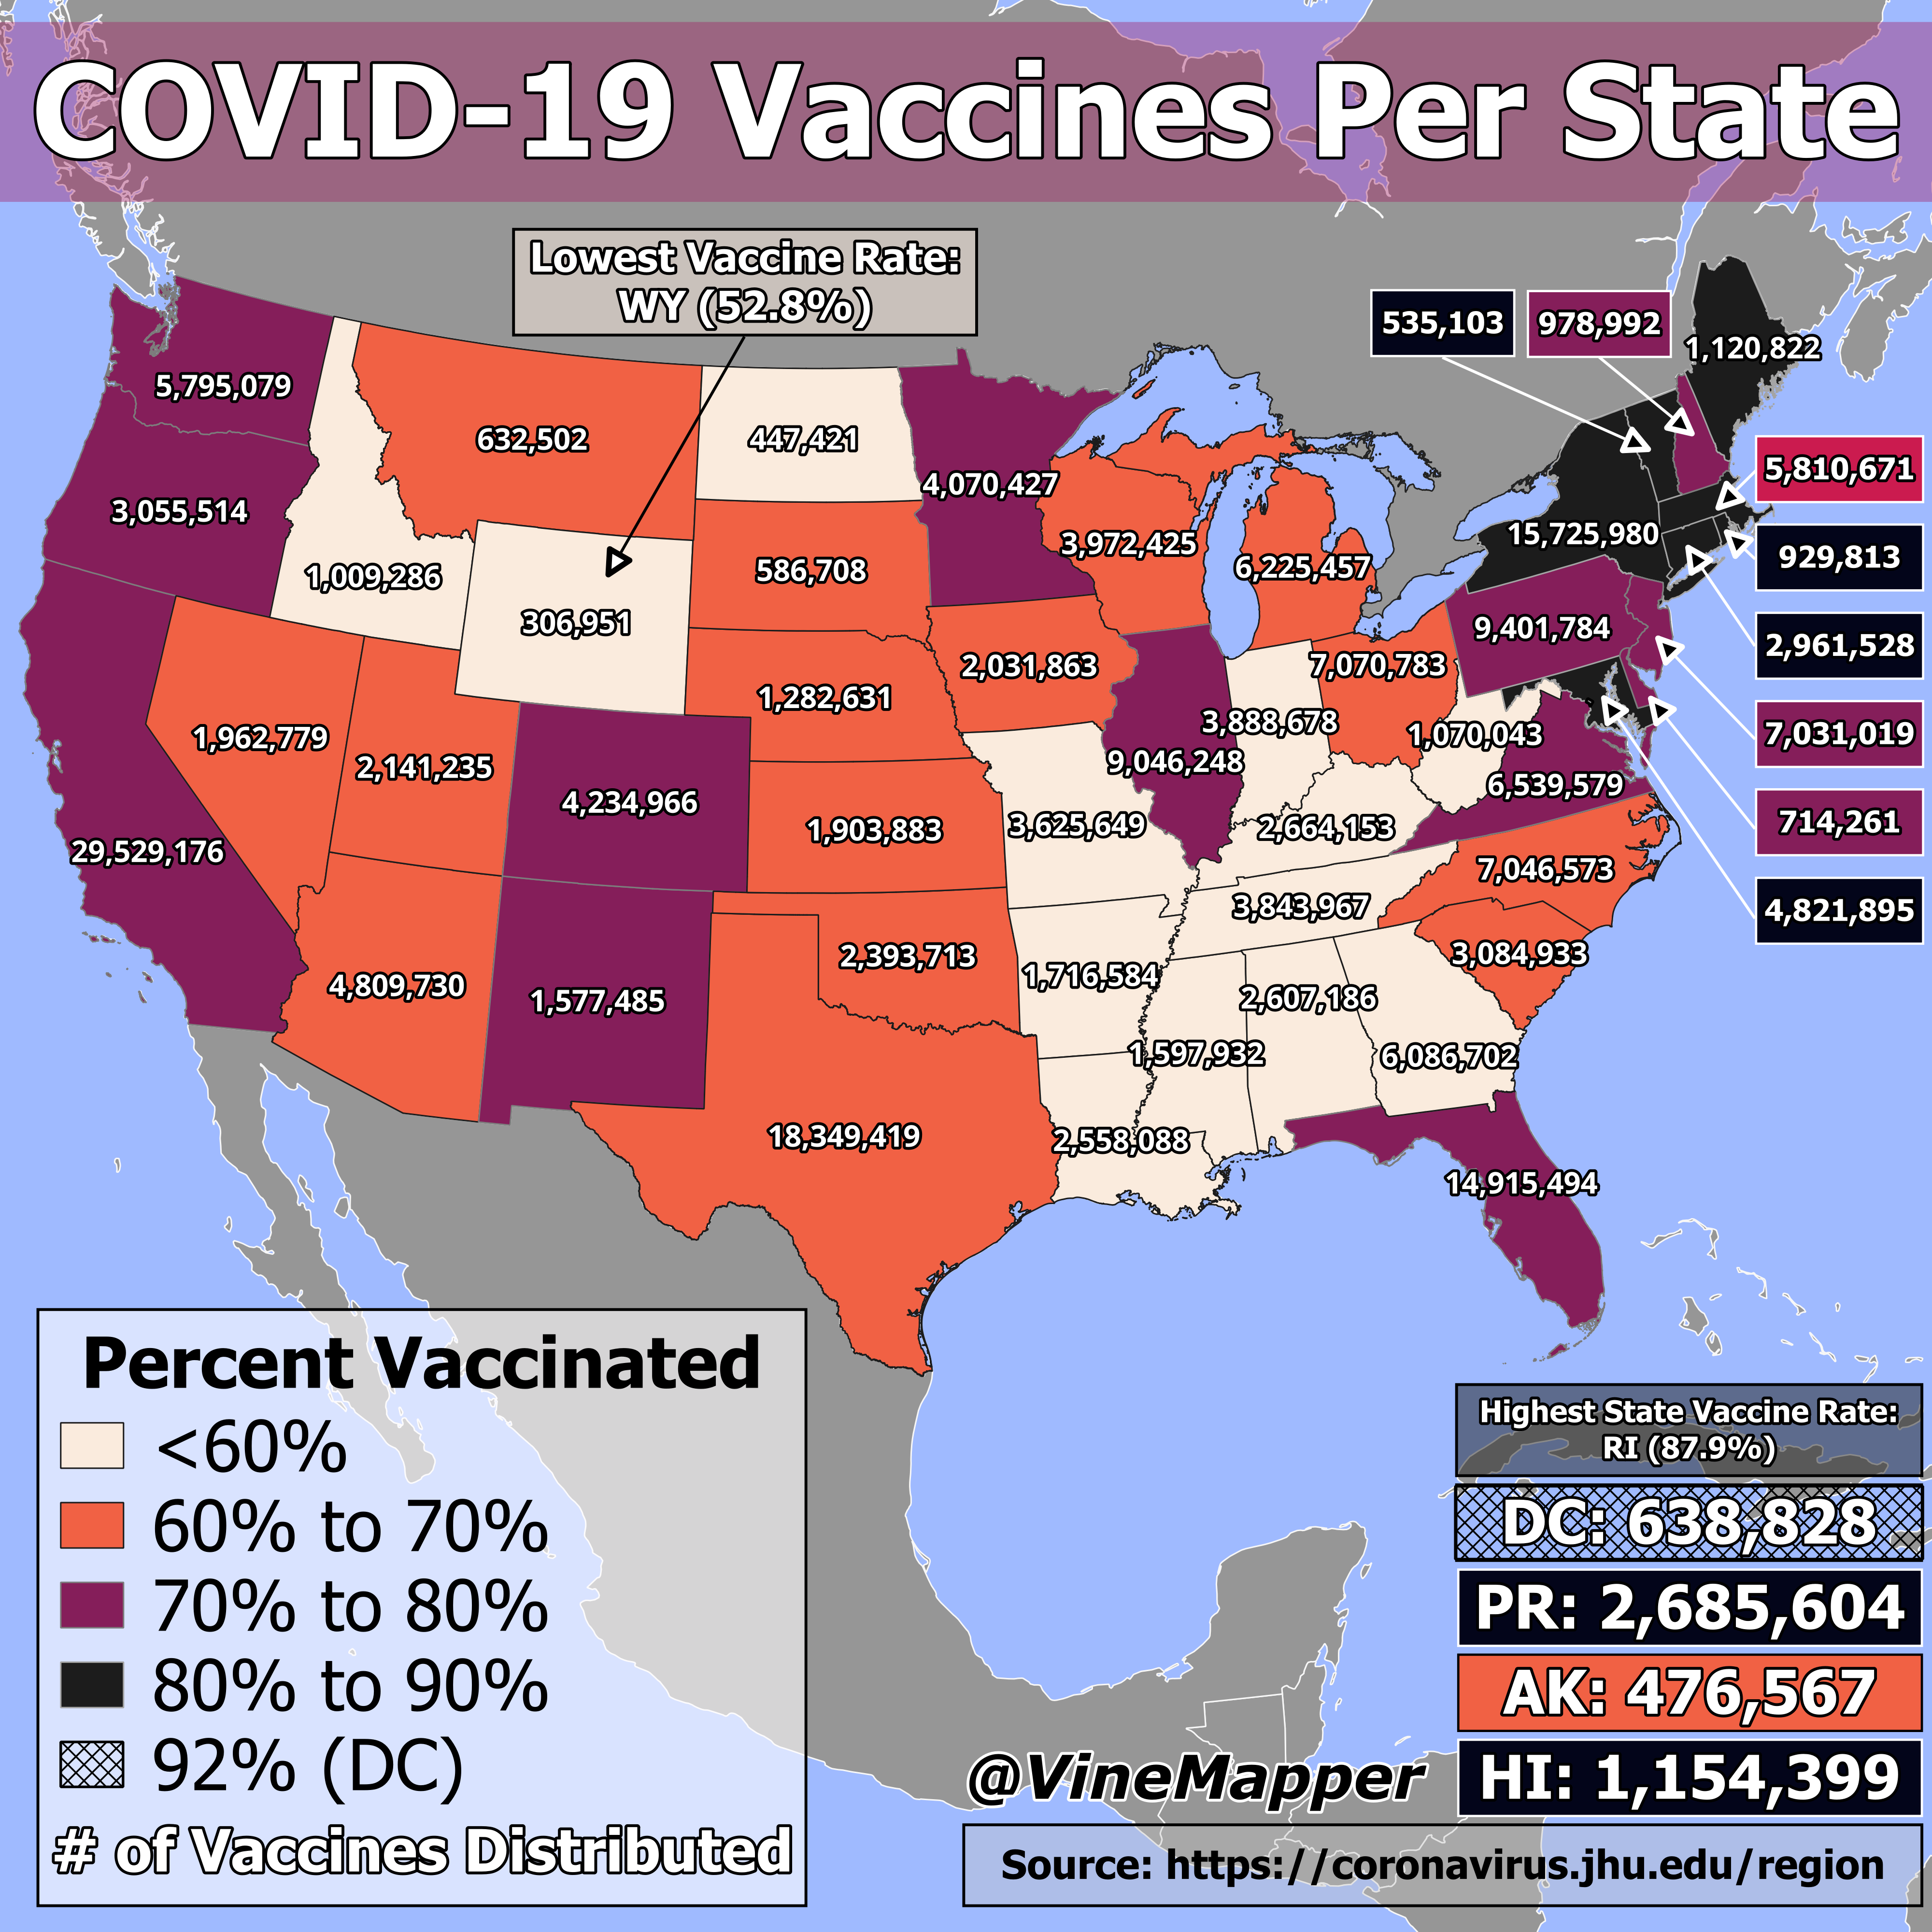 COVID-19 Vaccines Per State
Lowest Vaccine Rate:
WY (52.8%)
535,103
978,992
1,120,822
5,795,079
632,502
447,421
4,070,427
5,810,671
3,055,514
3,972,425
15,725,980
929,813
1,009,286
586,708
6,225,457
306,951
9,401,784
2,961,528
2,031,863
7,070,783
1,282,631
1,962,779
3,888,678
1,070,043
7,031,019
2,141,235
9,046,248
6,539,579
4,234,966
1,903,883
3,625,649
2,664,153
714,261
29,529,176
7,046,573
3,843,967
4,821,895
2,393,713
3,084,933
4,809,730
1,577,485
1,716,584
2,607,186
1,597,932
6,086,702
18,349,419
2,558,088
14,915,494
Percent Vaccinated
<60%
60% to 70%
70% to 80%
80% to 90%
92% (DC)
# of Vaccines Distributed
Highest State Vaccine Rate:
RI (87.9%)
DC: 638,828
PR: 2,685,604
AK: 476,567
HI: 1,154,399
@VineMapper
Source: https://coronavirus.jhu.edu/region